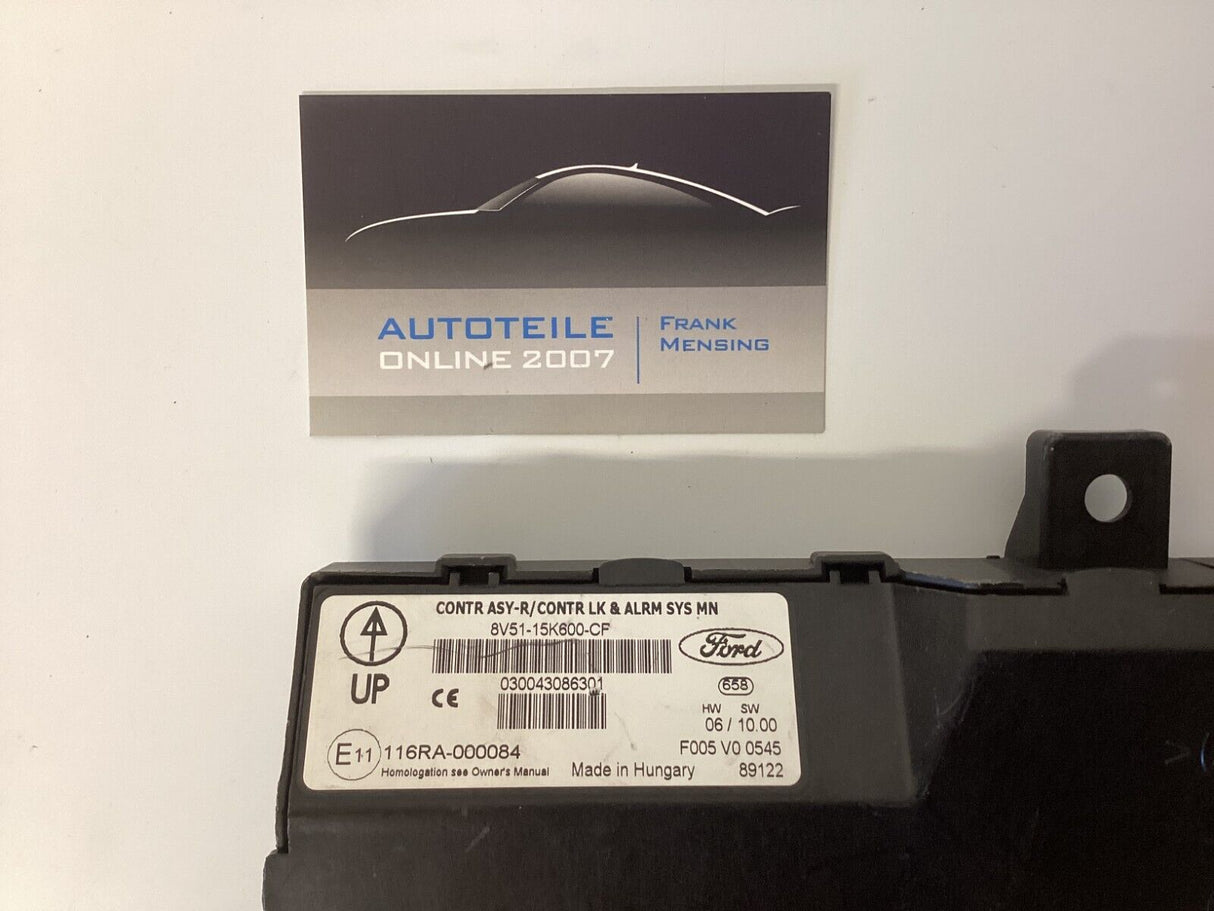 AUTOTEILE
ONLINE 2007
FRANK
MENSING
CONTR ASY-R/CONTR LK & ALRM SYS MN
8V51-15K600-CF
Ford
UP
CE
030043086301
658
HW SW
06 / 10.00
E11 116RA-000084
F005 V0 0545
Homologation see Owner's Manual
Made in Hungary
89122